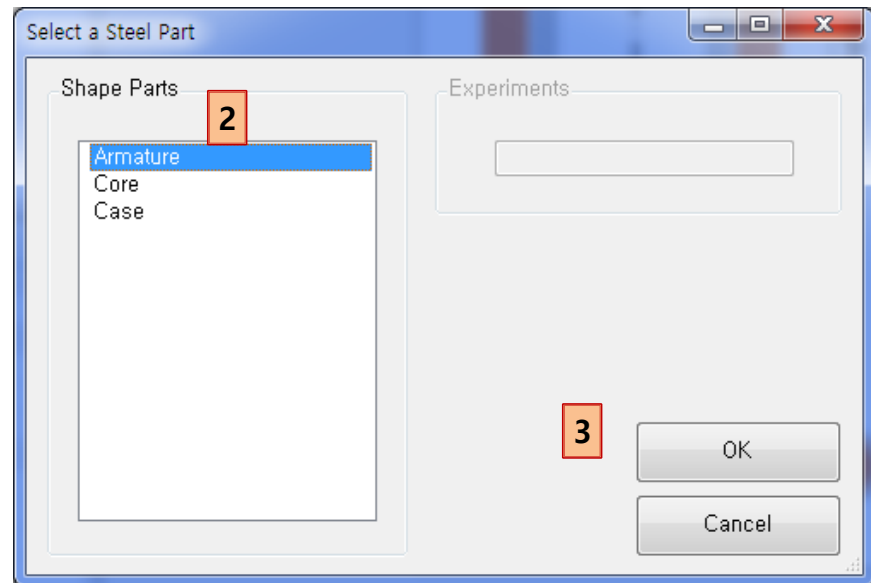 Select a Steel Part
Shape Parts
2
Armature
Core
Case
Experiments
3
OK
Cancel